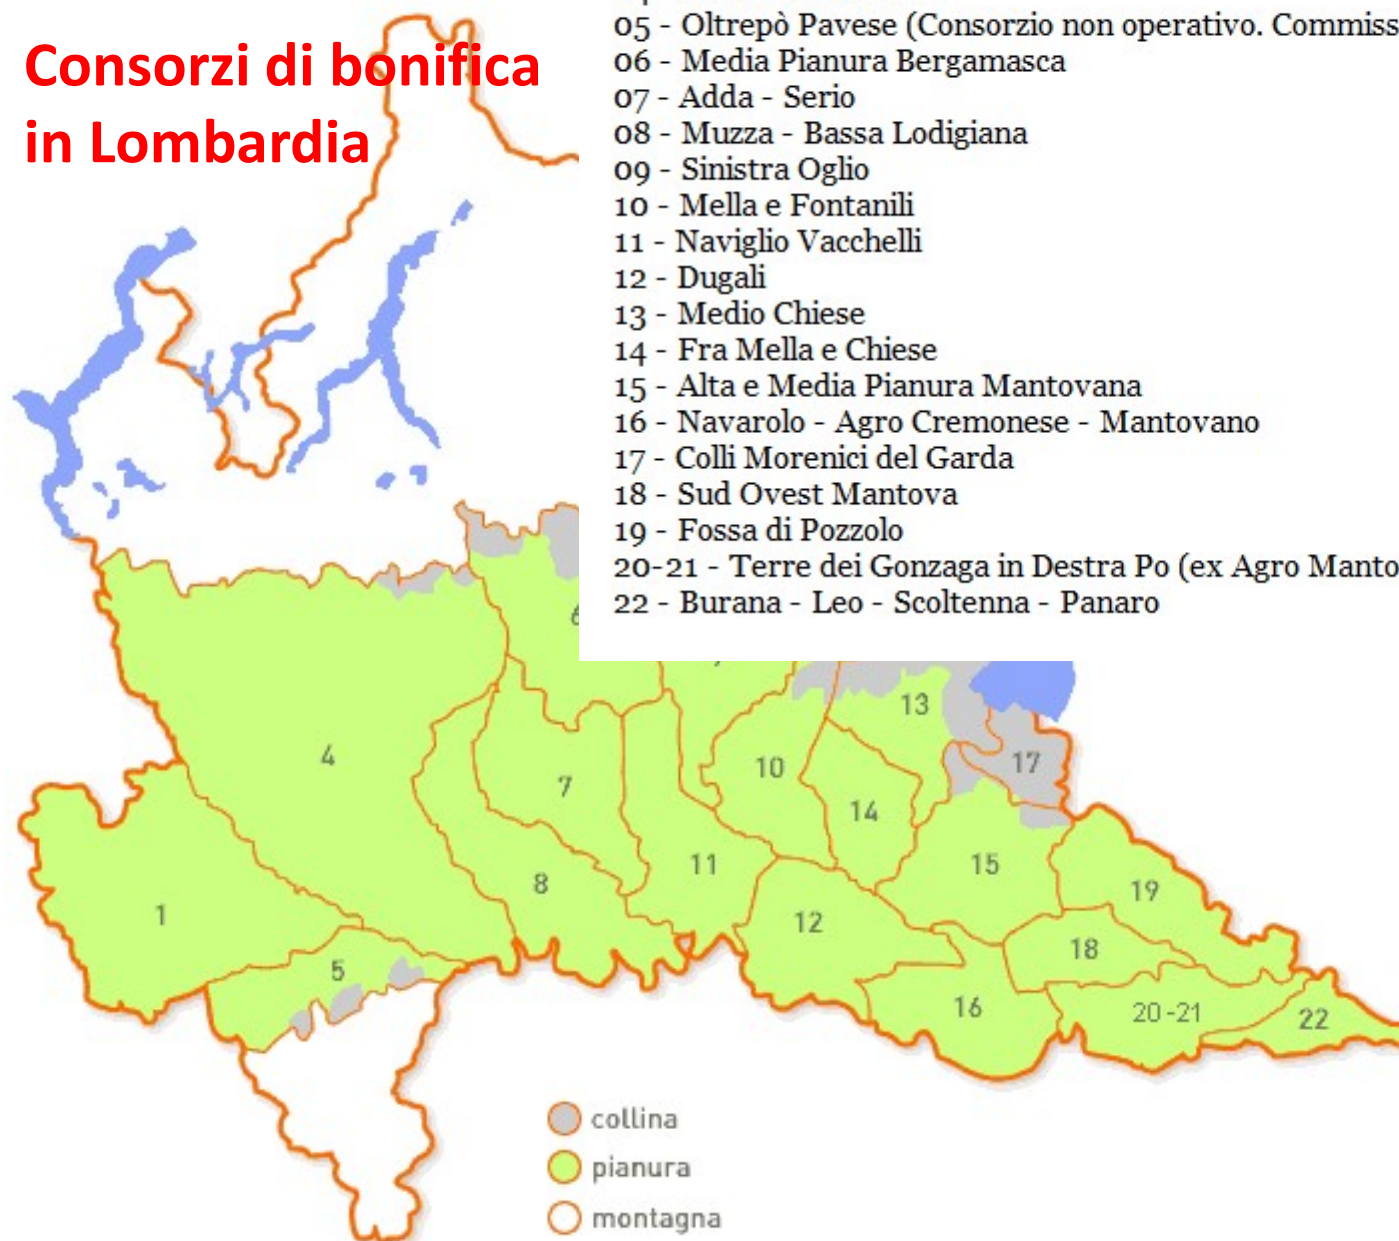 Consorzi di bonifica
in Lombardia
05 - Oltrepò Pavese (Consorzio non operativo. Commiss
06 - Media Pianura Bergamasca
07 - Adda - Serio
08 - Muzza - Bassa Lodigiana
09 - Sinistra Oglio
10 - Mella e Fontanili
11 - Naviglio Vacchelli
12 - Dugali
13 - Medio Chiese
14 - Fra Mella e Chiese
15 - Alta e Media Pianura Mantovana
16 - Navarolo - Agro Cremonese - Mantovano
17 - Colli Morenici del Garda
18 - Sud Ovest Mantova
19 - Fossa di Pozzolo
20-21 - Terre dei Gonzaga in Destra Po (ex Agro Manto
22 - Burana - Leo - Scoltenna - Panaro
13
4
10
17
7
14
11
15
8
19
1
12
18
5
16
20-21
22
collina
pianura
montagna